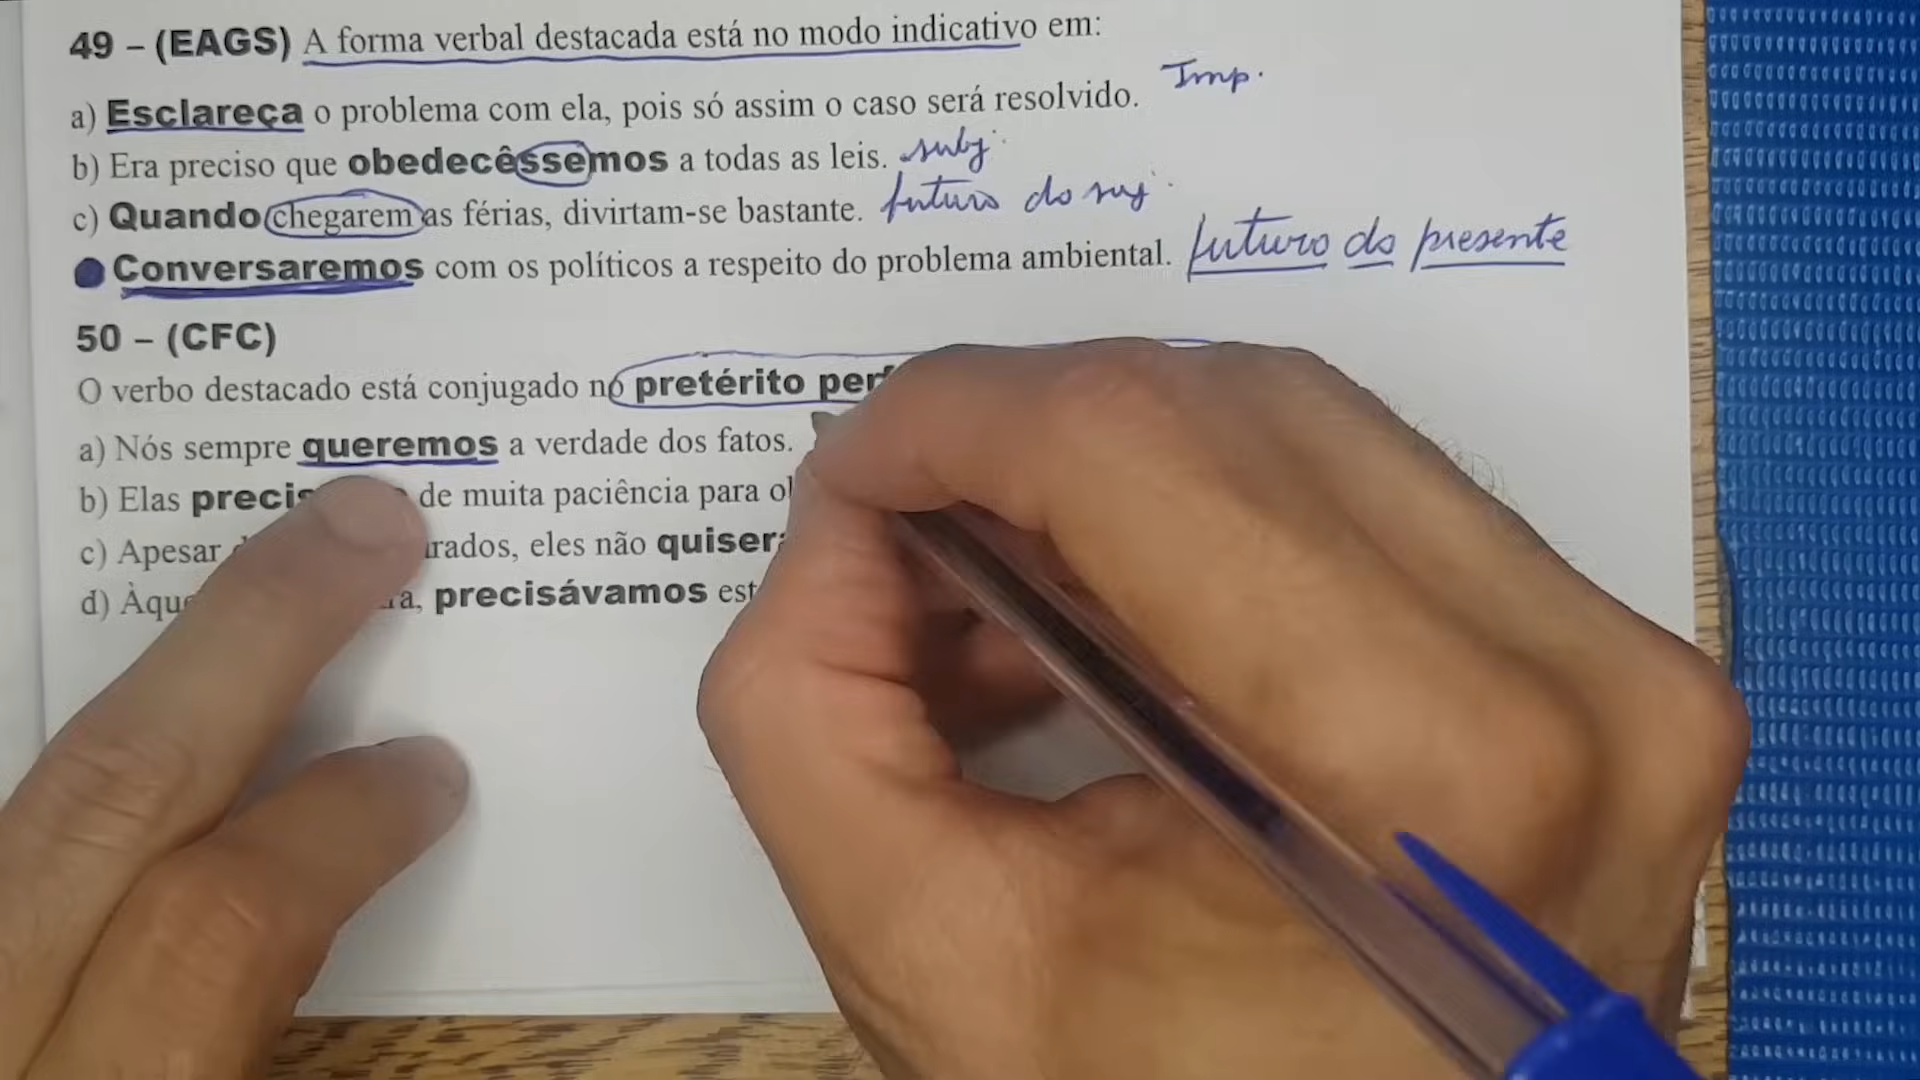 49 – (EAGS) A forma verbal destacada está no modo indicativo em:
a) Esclareça o problema com ela, pois só assim o caso será resolvido. Imp.
b) Era preciso que obedecêssemos a todas as leis. subj.
c) Quando chegarem as férias, divirtam-se bastante. futuro do
Conversaremos com os políticos a respeito do problema ambiental. futuro do presente
50 – (CFC)
O verbo destacado está conjugado no pretérito
a) Nós sempre queremos a verdade dos fatos.
b) Elas de muita paciência para
c) Apesar eles não
d) precisávamos